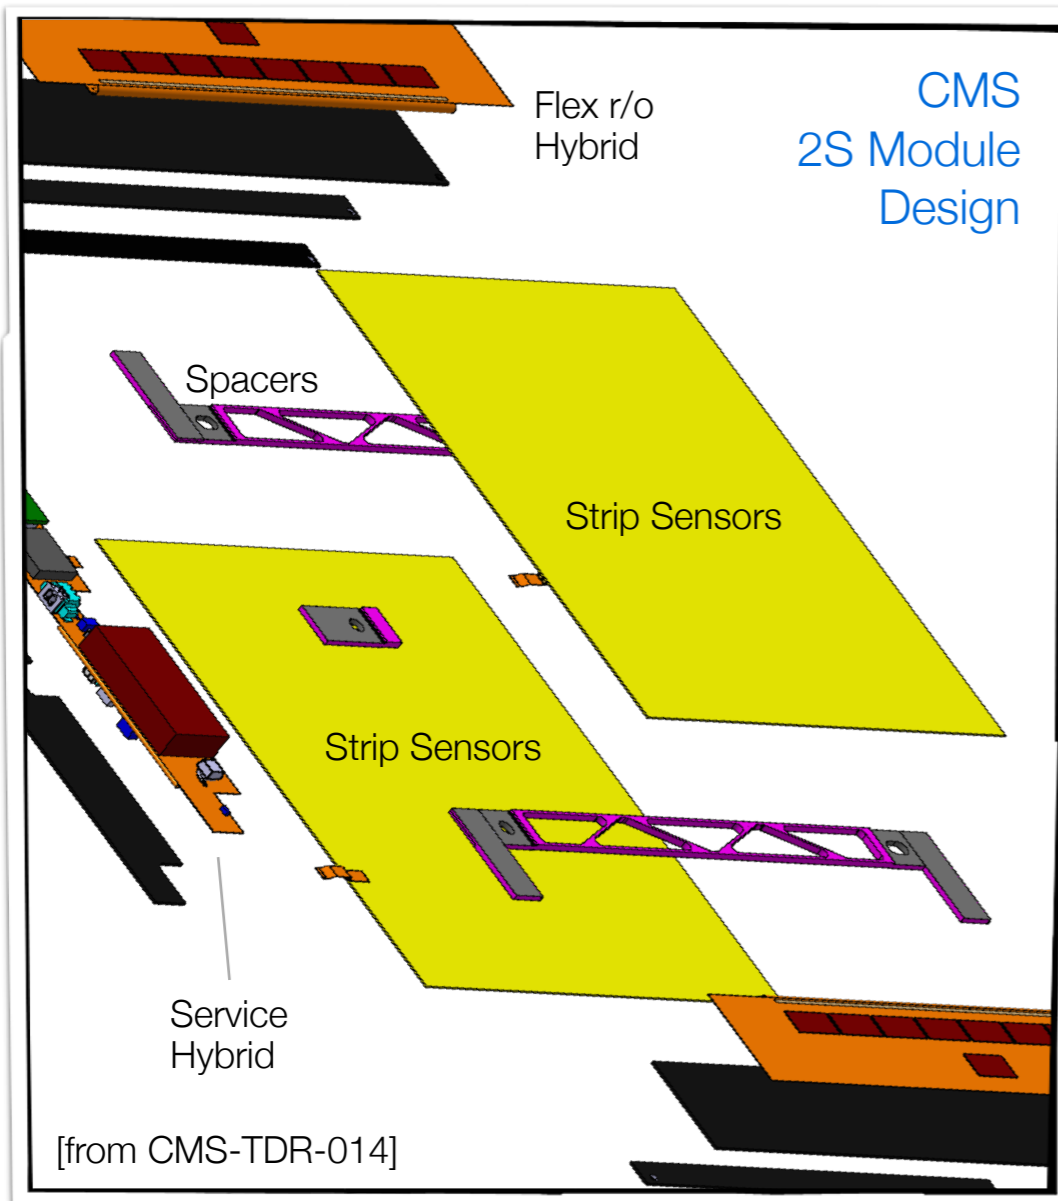 CMS
2S Module
Design
Flex r/o
Hybrid
Spacers
Strip Sensors
Strip Sensors
Service
Hybrid
[from CMS-TDR-014]